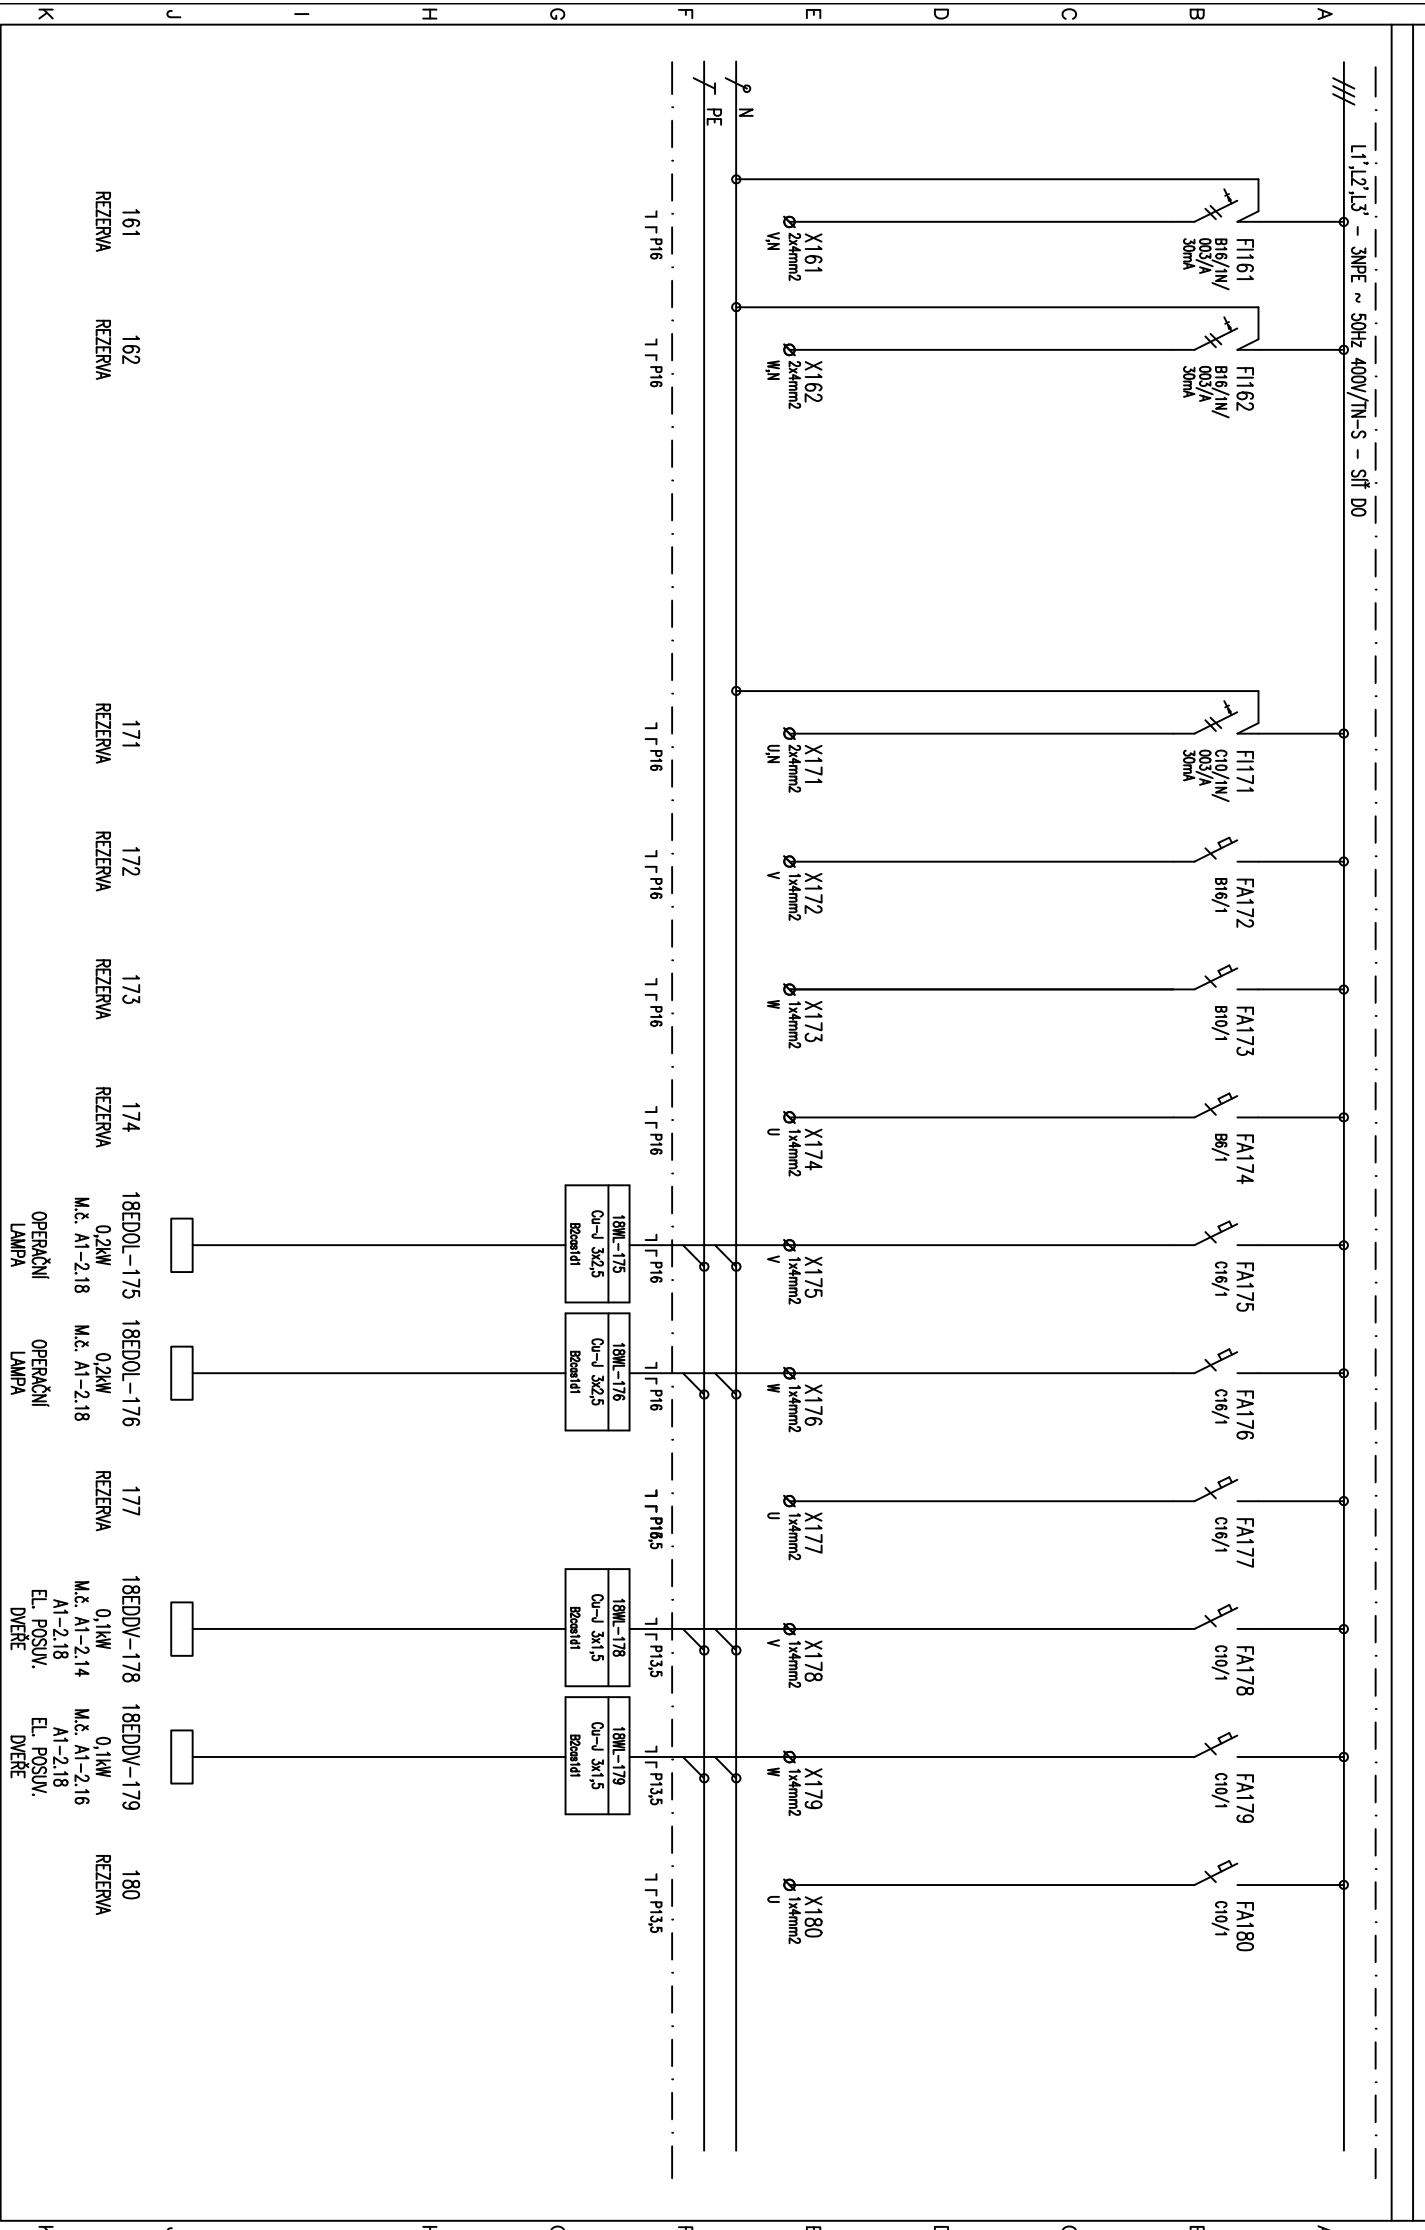 A
B
C
D
E
F
G
H
I
J
K
L1',L2',L3' – 3NPE ~ 50Hz 400V/TN–S – SÍŤ DO
N
PE
FI161
B16/1N/
003/A
30mA
X161
2x4mm2
V,N
P16
161
REZERVA
FI162
B16/1N/
003/A
30mA
X162
2x4mm2
W,N
P16
162
REZERVA
FI171
C10/1N/
003/A
30mA
X171
2x4mm2
U,N
P16
171
REZERVA
FA172
B16/1
X172
1x4mm2
V
P16
172
REZERVA
FA173
B10/1
X173
1x4mm2
W
P16
173
REZERVA
FA174
B6/1
X174
1x4mm2
U
P16
174
REZERVA
FA175
C16/1
X175
1x4mm2
V
P16
18WL–175
Cu–J 3x2,5
B2cas1d1
18EDOL–175
0,2kW
M.č. A1–2.18
OPERAČNÍ
LAMPA
FA176
C16/1
X176
1x4mm2
W
P16
18WL–176
Cu–J 3x2,5
B2cas1d1
18EDOL–176
0,2kW
M.č. A1–2.18
OPERAČNÍ
LAMPA
FA177
C16/1
X177
1x4mm2
U
177
REZERVA
FA178
C10/1
X178
1x4mm2
V
P13,5
18WL–178
Cu–J 3x1,5
B2cas1d1
18EDDV–178
0,1kW
M.č. A1–2.14
A1–2.18
EL. POSUV.
DVEŘE
FA179
C10/1
X179
1x4mm2
W
P13,5
18WL–179
Cu–J 3x1,5
B2cas1d1
18EDDV–179
0,1kW
M.č. A1–2.16
A1–2.18
EL. POSUV.
DVEŘE
FA180
C10/1
X180
1x4mm2
U
P13,5
180
REZERVA